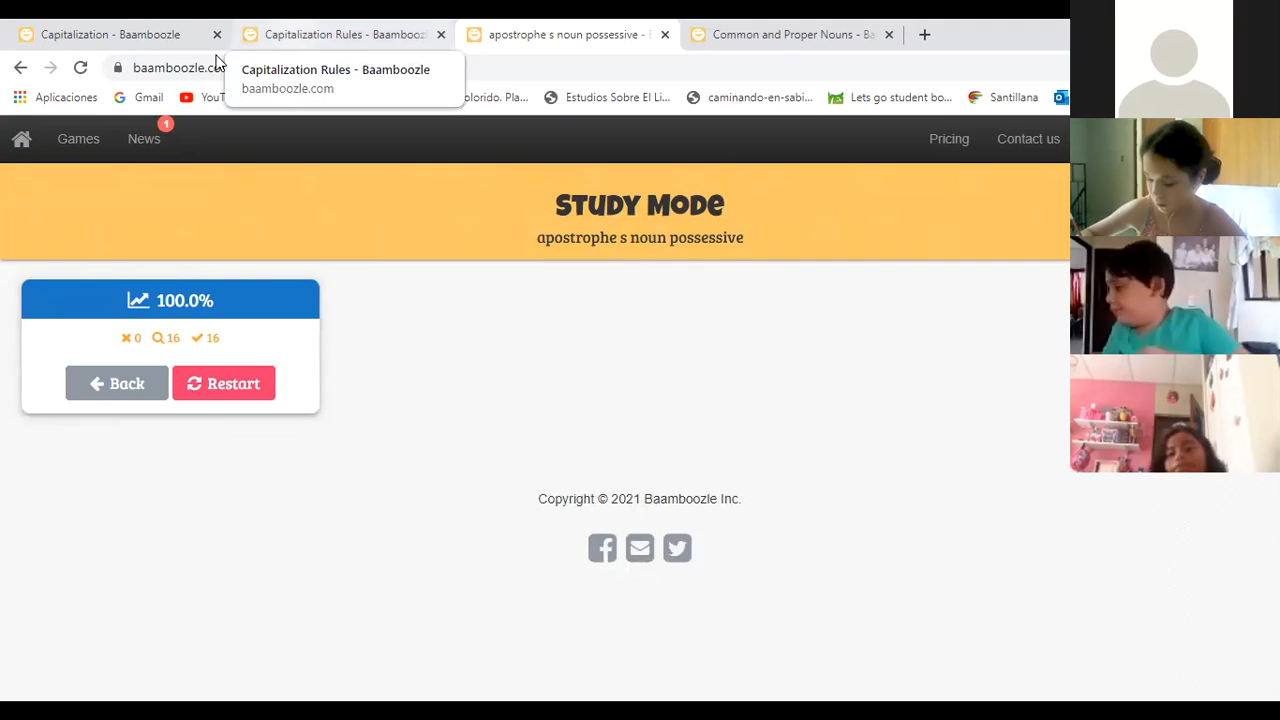 Capitalization - Baamboozle
Capitalization Rules - Baamboozl
apostrophe s noun possessive - B
Common and Proper Nouns - Ba
baamboozle.c
Capitalization Rules - Baamboozle
baamboozle.com
Aplicaciones
Gmail
YouT
olorido. Pla...
Estudios Sobre El Li...
caminando-en-sabi...
Lets go student bo...
Santillana
Games
News
1
Pricing
Contact us
Study Mode
apostrophe s noun possessive
100.0%
0 16 16
Back
Restart
Copyright © 2021 Baamboozle Inc.